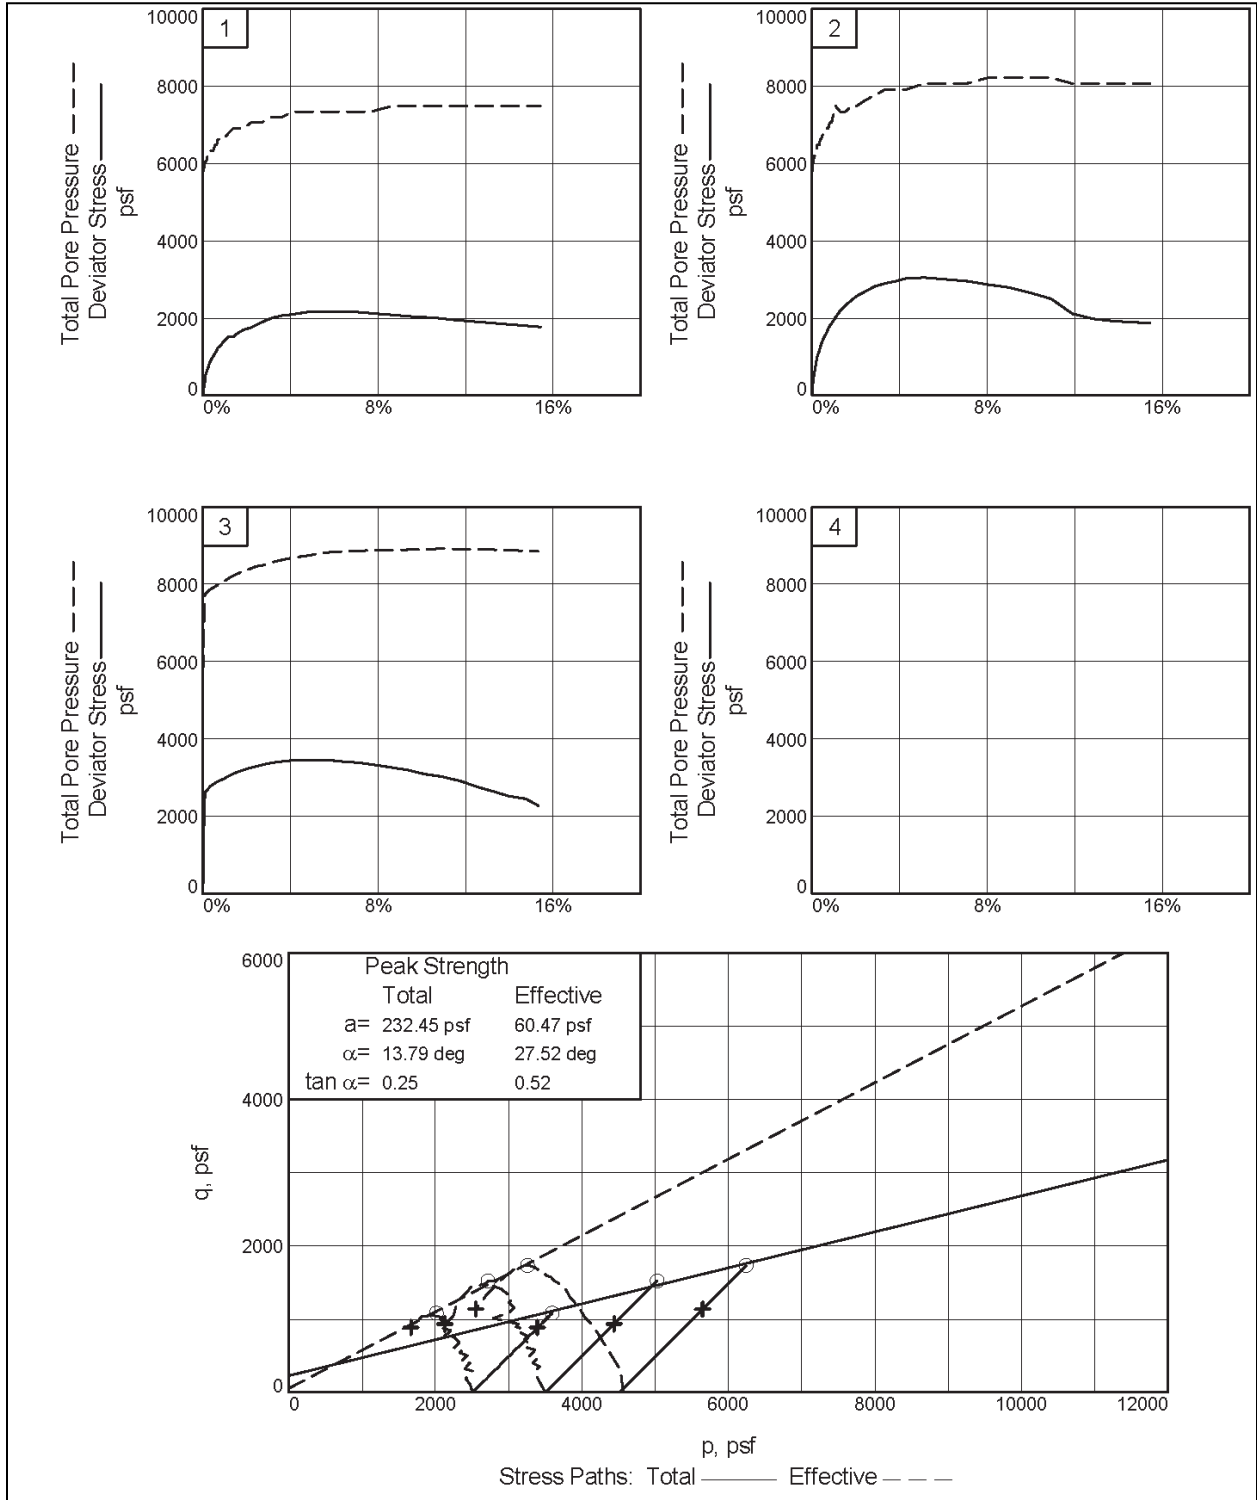 1
10000
8000
6000
4000
2000
0
0%
8%
16%
Total Pore Pressure
Deviator Stress
psf
2
10000
8000
6000
4000
2000
0
0%
8%
16%
Total Pore Pressure
Deviator Stress
psf
3
10000
8000
6000
4000
2000
0
0%
8%
16%
Total Pore Pressure
Deviator Stress
psf
4
10000
8000
6000
4000
2000
0
0%
8%
16%
Total Pore Pressure
Deviator Stress
psf
Peak Strength
Total Effective
a= 232.45 psf 60.47 psf
α= 13.79 deg 27.52 deg
tan α= 0.25 0.52
6000
4000
2000
0
q, psf
0 2000 4000 6000 8000 10000 12000
p, psf
Stress Paths: Total Effective